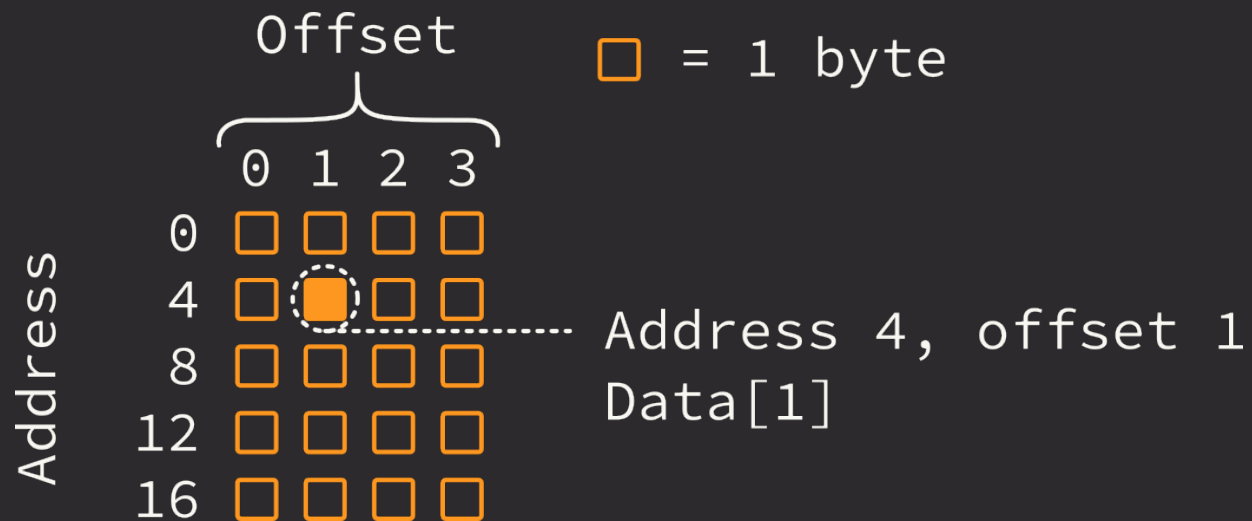 Offset
= 1 byte
0 1 2 3
Address
0
4
8
12
16
Address 4, offset 1
Data[1]